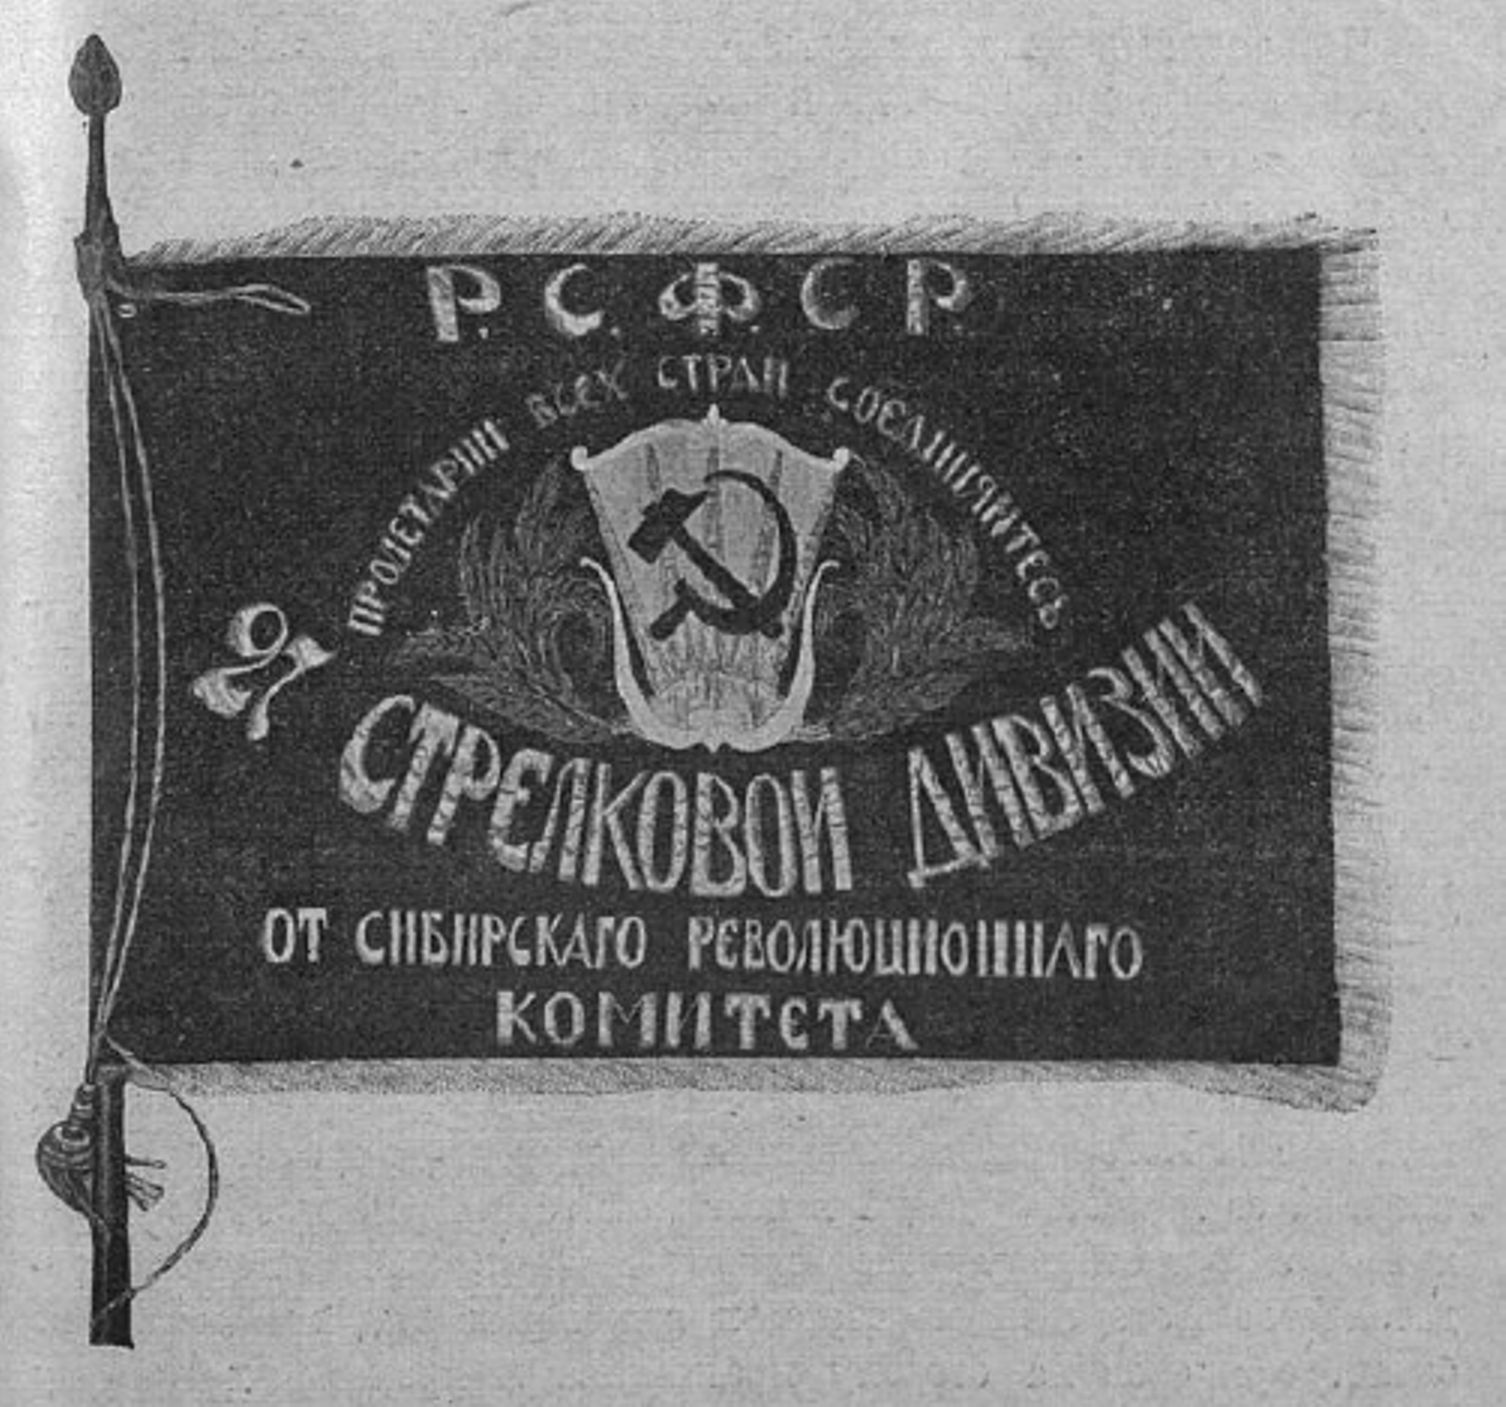 Р. С. Ф. С. Р.
ПРОЛЕТАРИИ ВСЕХ СТРАН СОЕДИНЯЙТЕСЬ
27 СТРЕЛКОВОЙ ДИВИЗИИ
ОТ СИБИРСКАГО РЕВОЛЮЦИОННАГО
КОМИТЕТА